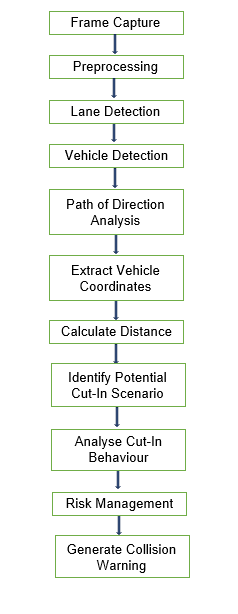 Frame Capture
Preprocessing
Lane Detection
Vehicle Detection
Path of Direction
Analysis
Extract Vehicle
Coordinates
Calculate Distance
Identify Potential
Cut-In Scenario
Analyse Cut-In
Behaviour
Risk Management
Generate Collision
Warning